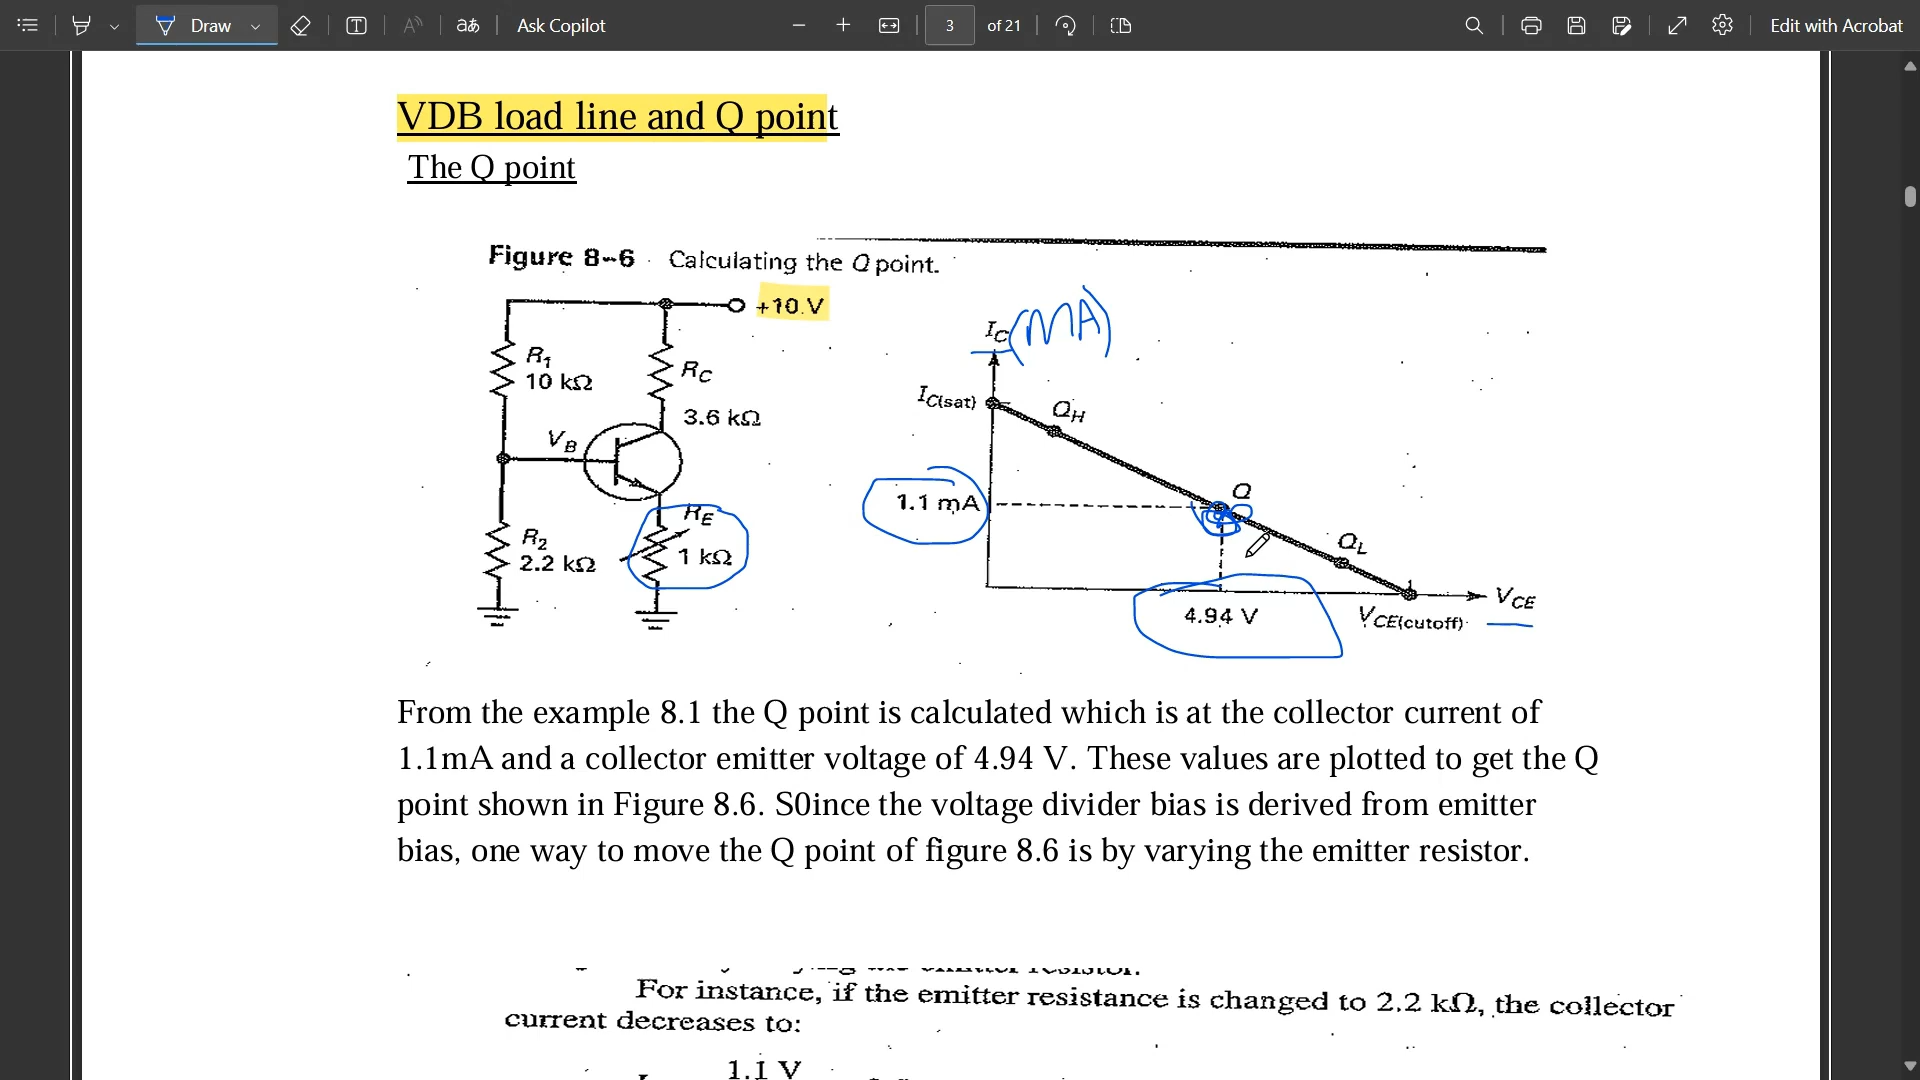 Draw
T
A
aあ
Ask Copilot
3
of 21
Edit with Acrobat
VDB load line and Q point
The Q point
Figure 8-6 Calculating the Q point.
+10 V
R1
10 kΩ
RC
3.6 kΩ
VB
R2
2.2 kΩ
RE
1 kΩ
IC (MA)
IC(sat)
QH
1.1 mA
Q
QL
4.94 V
VCE(cutoff)
VCE
From the example 8.1 the Q point is calculated which is at the collector current of
1.1mA and a collector emitter voltage of 4.94 V. These values are plotted to get the Q
point shown in Figure 8.6. S0ince the voltage divider bias is derived from emitter
bias, one way to move the Q point of figure 8.6 is by varying the emitter resistor.
emitter resistor.
For instance, if the emitter resistance is changed to 2.2 kΩ, the collector
current decreases to:
1.1 V